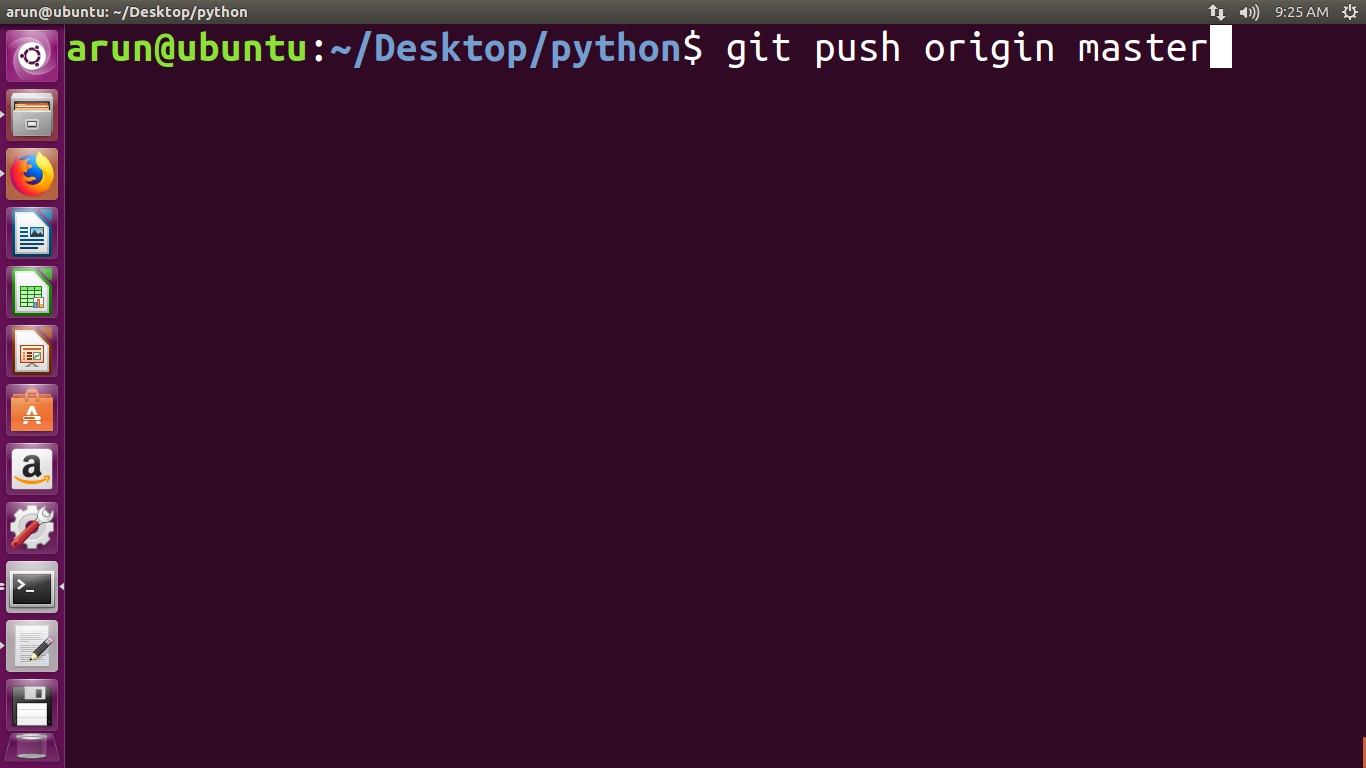 arun@ubuntu: ~/Desktop/python
9:25 AM
arun@ubuntu:~/Desktop/python$ git push origin master